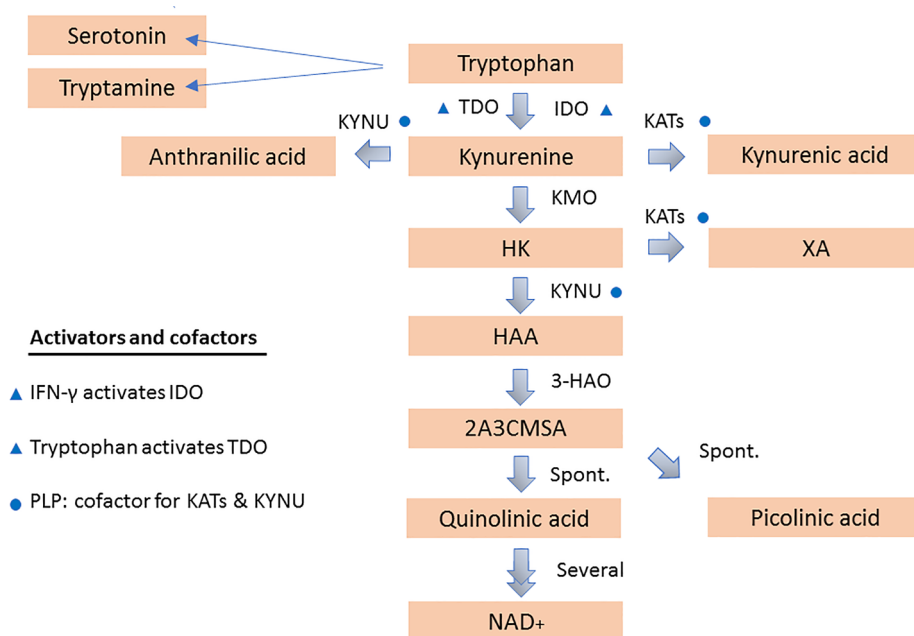 Serotonin
Tryptamine
Tryptophan
TDO
IDO
KYNU
KATs
Anthranilic acid
Kynurenine
Kynurenic acid
KMO
KATs
HK
XA
KYNU
Activators and cofactors
HAA
3-HAO
IFN-γ activates IDO
2A3CMSA
Tryptophan activates TDO
Spont.
Spont.
PLP: cofactor for KATs & KYNU
Quinolinic acid
Picolinic acid
Several
NAD+